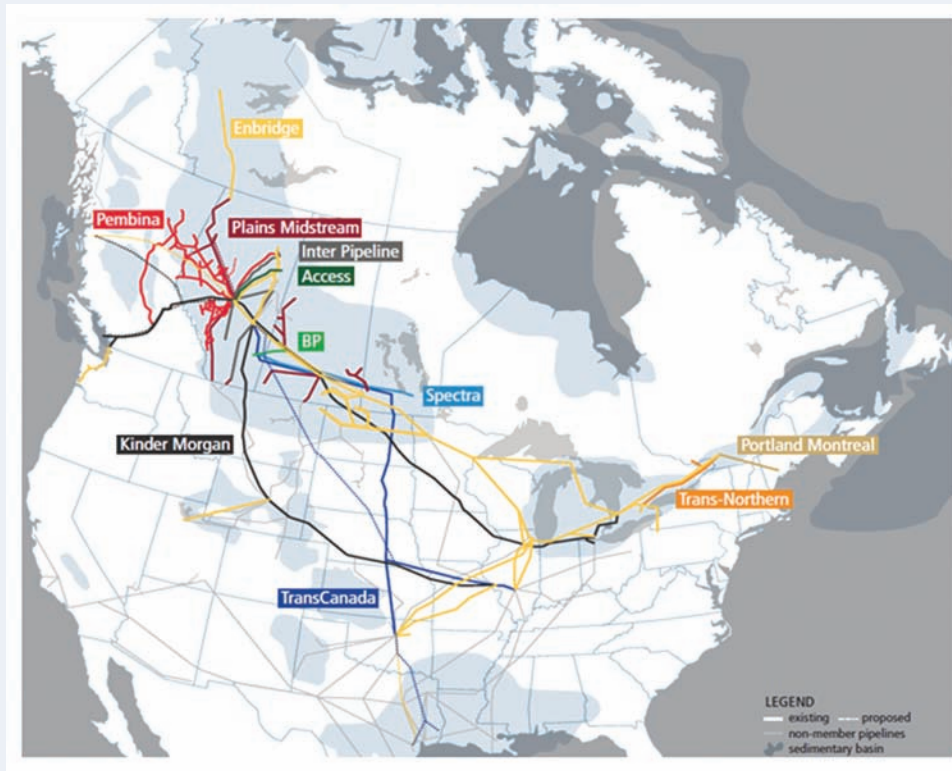 Enbridge
Pembina
Plains Midstream
Inter Pipeline
Access
BP
Spectra
Kinder Morgan
Portland Montreal
Trans-Northern
TransCanada
LEGEND
existing proposed
non-member pipelines
sedimentary basin